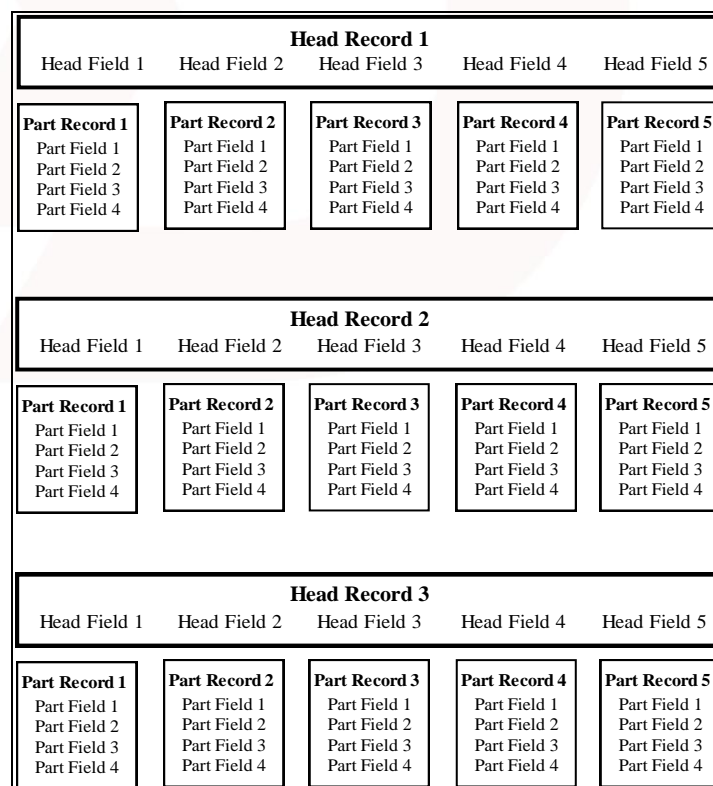 Head Record 1
Head Field 1 Head Field 2 Head Field 3 Head Field 4 Head Field 5
Part Record 1 Part Record 2 Part Record 3 Part Record 4 Part Record 5
Part Field 1 Part Field 1 Part Field 1 Part Field 1 Part Field 1
Part Field 2 Part Field 2 Part Field 2 Part Field 2 Part Field 2
Part Field 3 Part Field 3 Part Field 3 Part Field 3 Part Field 3
Part Field 4 Part Field 4 Part Field 4 Part Field 4 Part Field 4
Head Record 2
Head Field 1 Head Field 2 Head Field 3 Head Field 4 Head Field 5
Part Record 1 Part Record 2 Part Record 3 Part Record 4 Part Record 5
Part Field 1 Part Field 1 Part Field 1 Part Field 1 Part Field 1
Part Field 2 Part Field 2 Part Field 2 Part Field 2 Part Field 2
Part Field 3 Part Field 3 Part Field 3 Part Field 3 Part Field 3
Part Field 4 Part Field 4 Part Field 4 Part Field 4 Part Field 4
Head Record 3
Head Field 1 Head Field 2 Head Field 3 Head Field 4 Head Field 5
Part Record 1 Part Record 2 Part Record 3 Part Record 4 Part Record 5
Part Field 1 Part Field 1 Part Field 1 Part Field 1 Part Field 1
Part Field 2 Part Field 2 Part Field 2 Part Field 2 Part Field 2
Part Field 3 Part Field 3 Part Field 3 Part Field 3 Part Field 3
Part Field 4 Part Field 4 Part Field 4 Part Field 4 Part Field 4